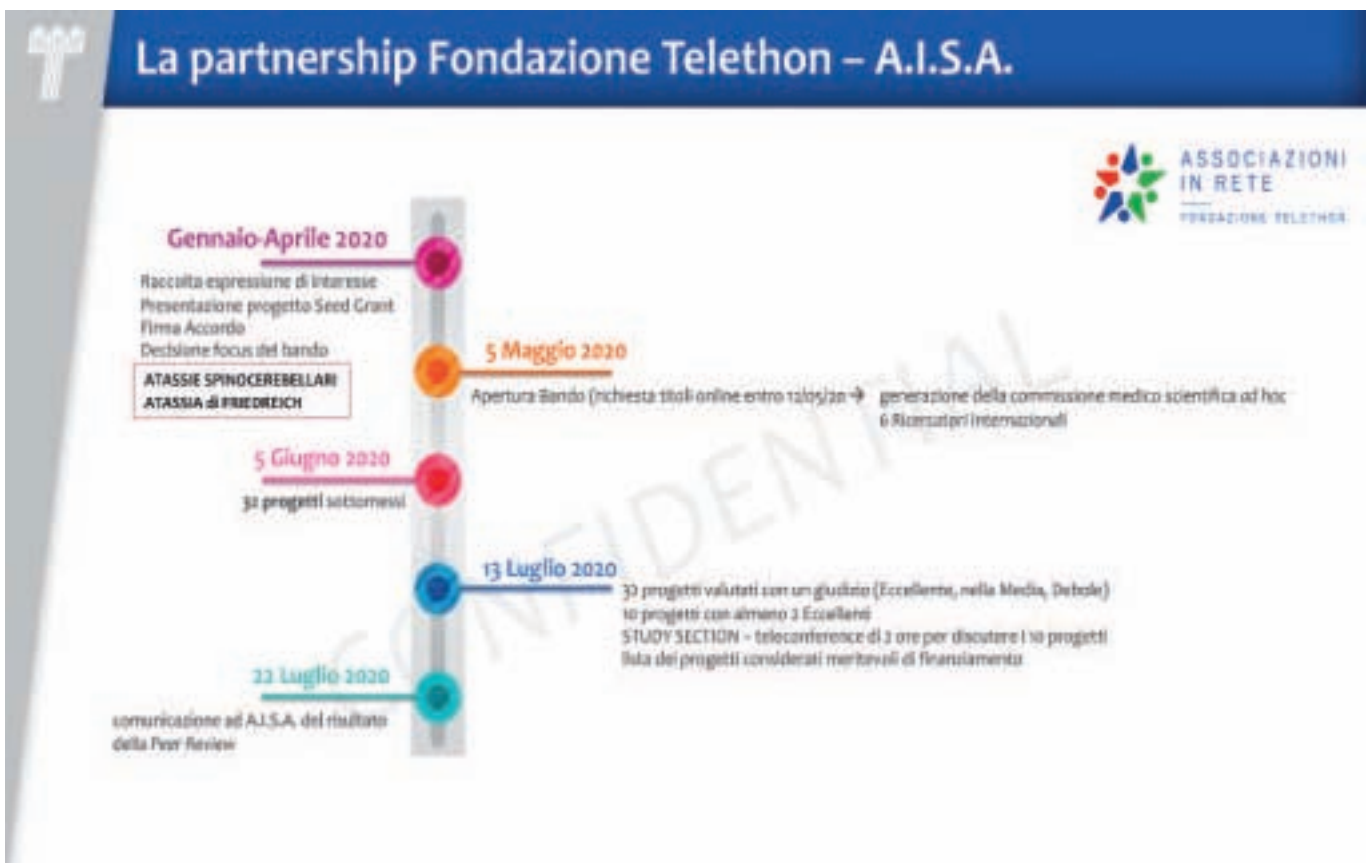 La partnership Fondazione Telethon – A.I.S.A.
ASSOCIAZIONI
IN RETE
FONDAZIONE TELETHON
Gennaio-Aprile 2020
Raccolta espressione di interesse
Presentazione progetto Seed Grant
Firma Accordo
Decisione focus del bando
ATASSIE SPINOCEREBELLARI
ATASSIA di FRIEDREICH
5 Maggio 2020
Apertura Bando (richiesta titoli online entro 12/05/20 → generazione della commissione medico scientifica ad hoc
6 Ricercatori Internazionali
5 Giugno 2020
32 progetti sottomessi
13 Luglio 2020
32 progetti valutati con un giudizio (Eccellente, nella Media, Debole)
10 progetti con almeno 2 Eccellenti
STUDY SECTION – teleconference di 2 ore per discutere i 10 progetti
lista dei progetti considerati meritevoli di finanziamento
22 Luglio 2020
comunicazione ad A.I.S.A. del risultato
della Peer Review
CONFIDENTIAL